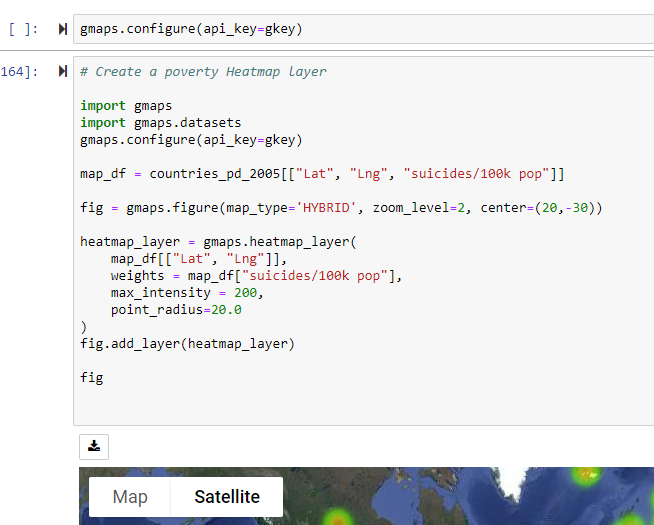 [ ]: gmaps.configure(api_key=gkey)
164]: # Create a poverty Heatmap layer
import gmaps
import gmaps.datasets
gmaps.configure(api_key=gkey)
map_df = countries_pd_2005[["Lat", "Lng", "suicides/100k pop"]]
fig = gmaps.figure(map_type='HYBRID', zoom_level=2, center=(20,-30))
heatmap_layer = gmaps.heatmap_layer(
    map_df[["Lat", "Lng"]],
    weights = map_df["suicides/100k pop"],
    max_intensity = 200,
    point_radius=20.0
)
fig.add_layer(heatmap_layer)
fig
Map Satellite